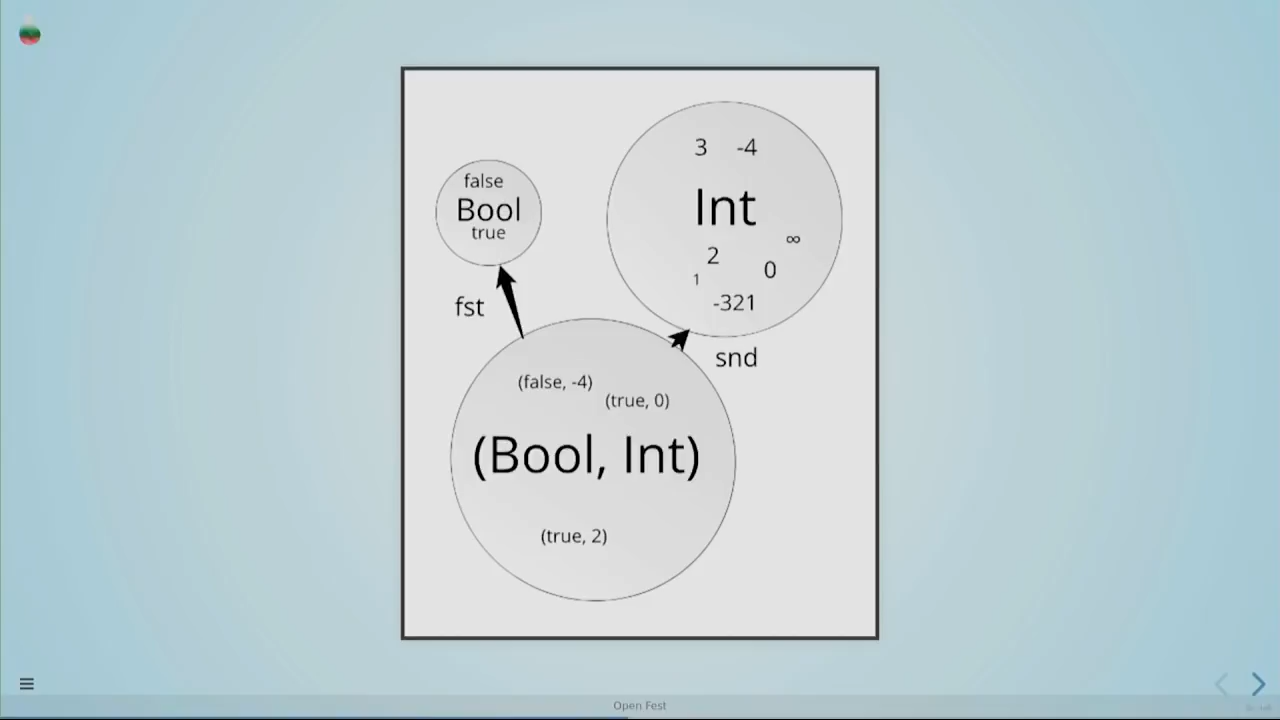 3 -4
false
Bool
true
Int
∞
2
0
1
-321
fst
snd
(false, -4)
(true, 0)
(Bool, Int)
(true, 2)
Open Fest